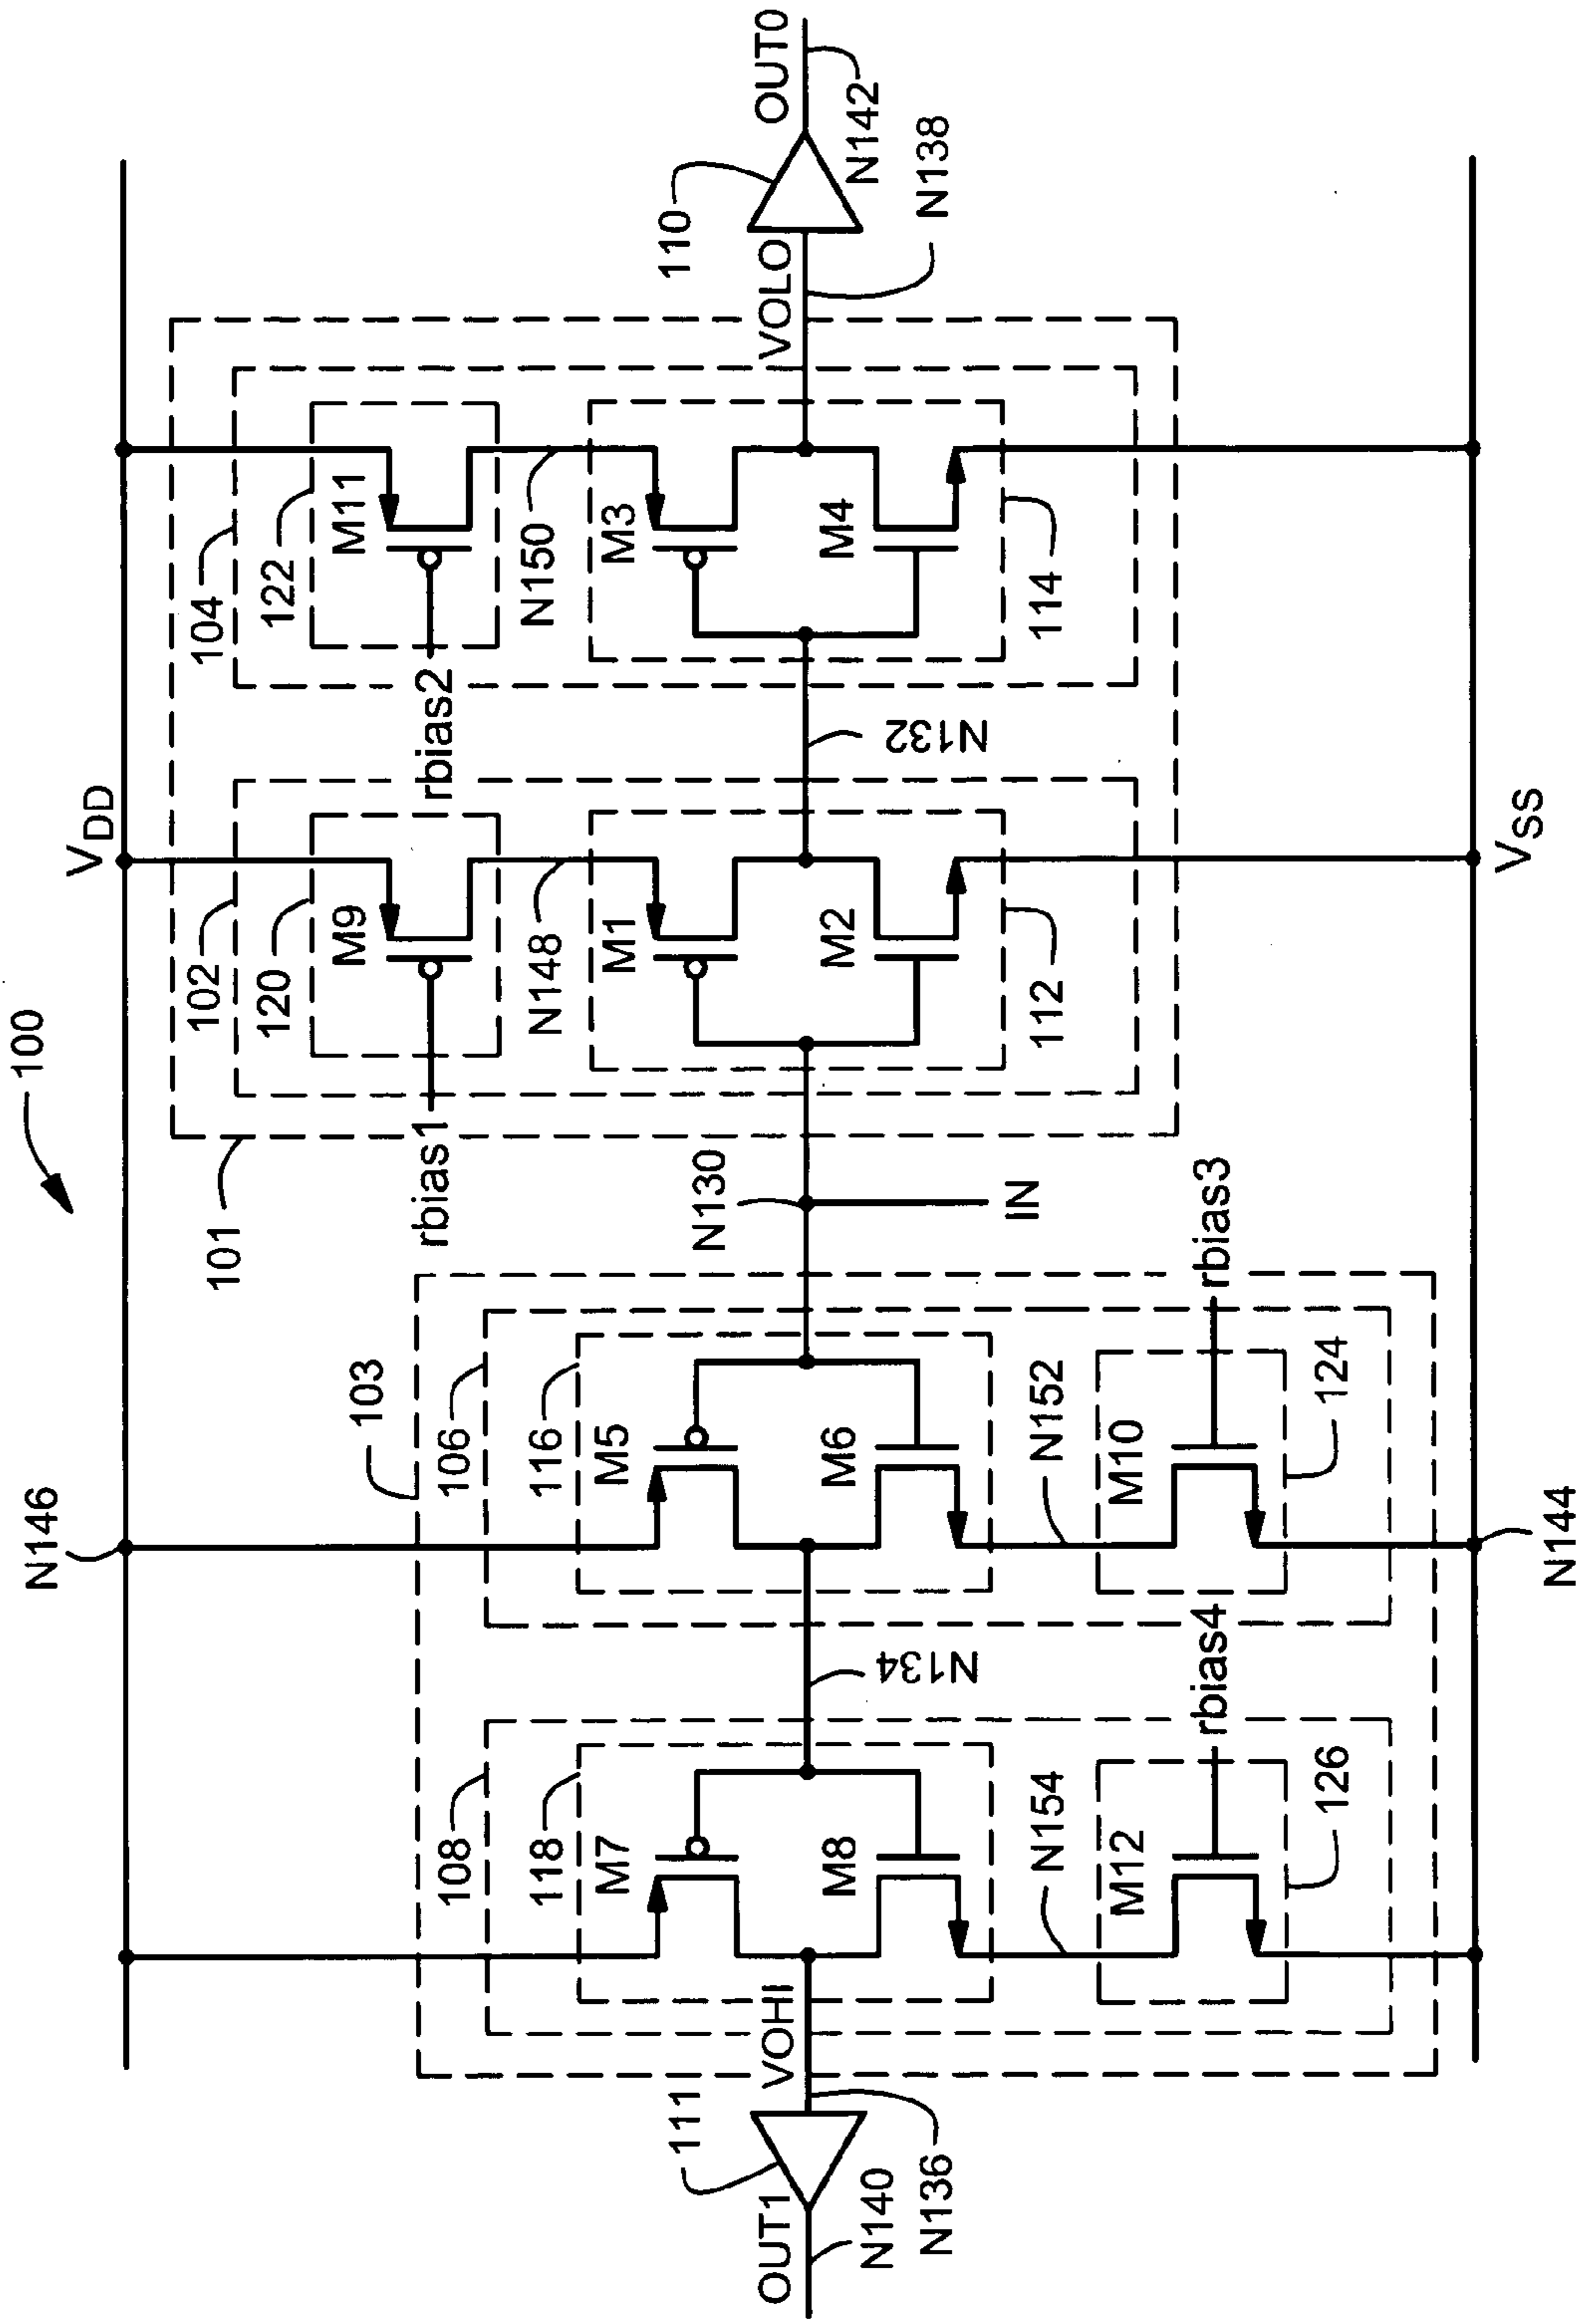 100
N146
VDD
101
102
120
M9
rbias1
N148
M1
M2
112
104
122
M11
rbias2
N150
M3
M4
114
N132
VOLO
110
OUT0
N142
N138
103
106
116
M5
M6
N152
M10
rbias3
124
N130
IN
N134
108
118
M7
M8
N154
M12
rbias4
126
VOHI
111
OUT1
N140
N136
N144
VSS